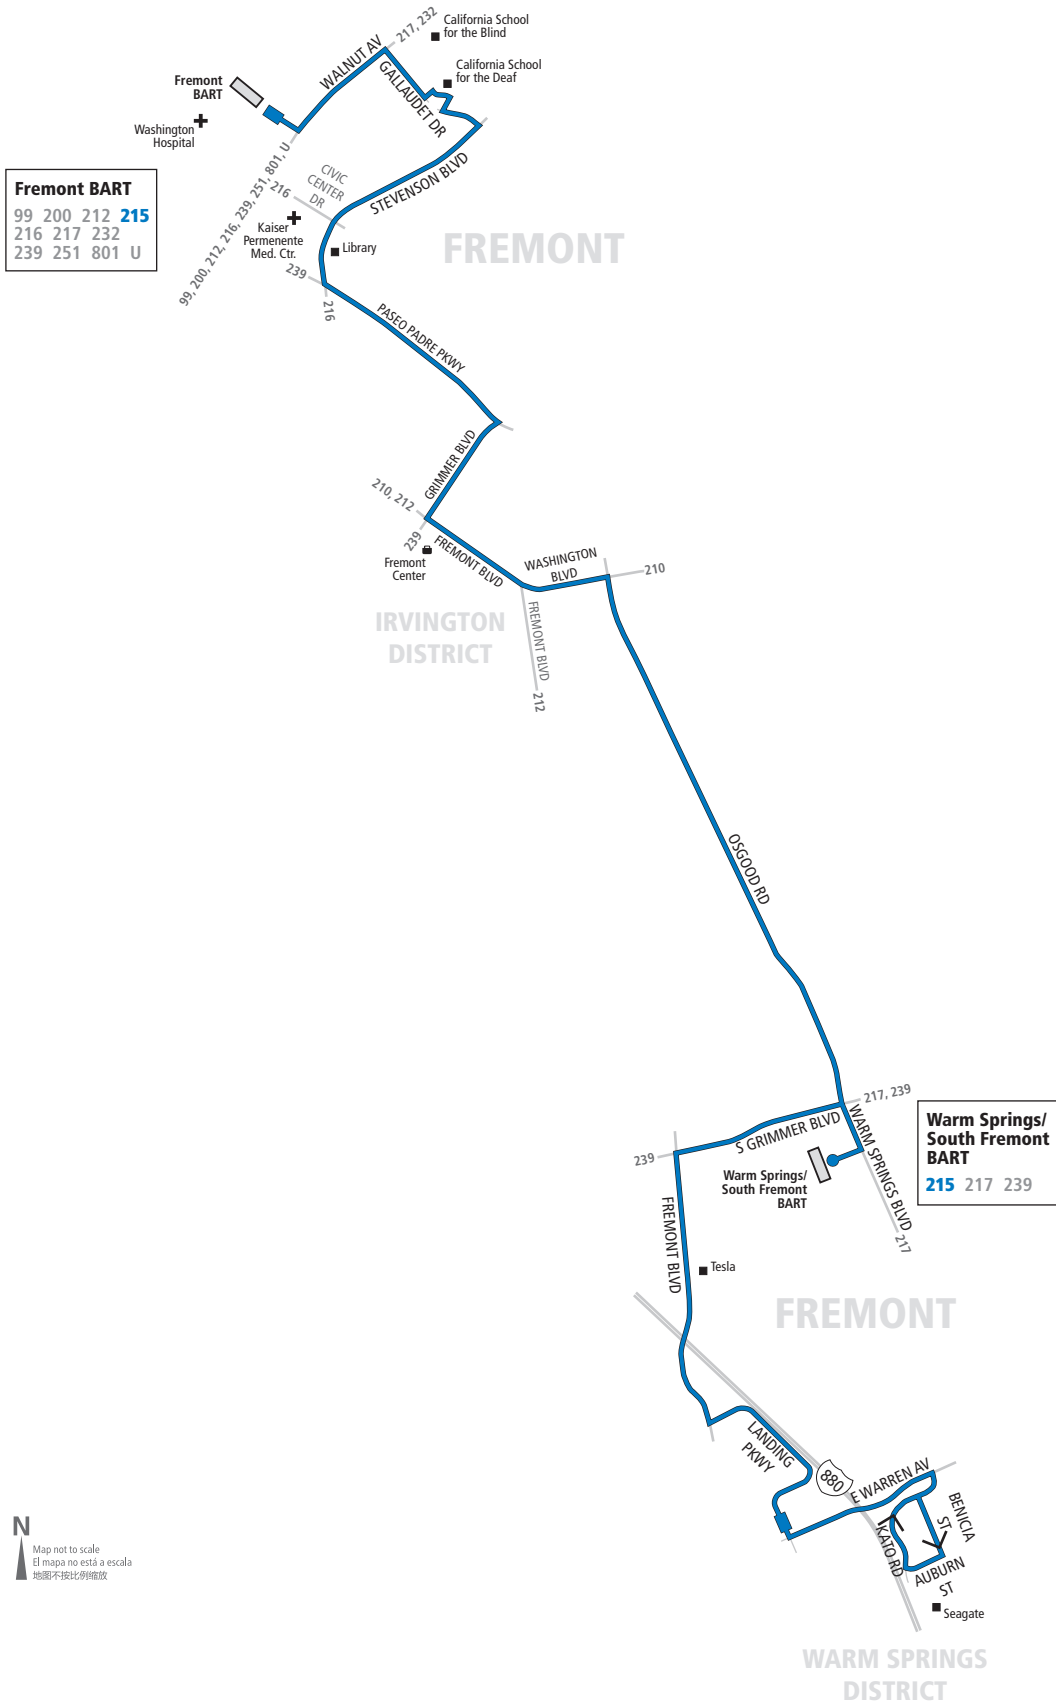 217, 232
California School
for the Blind
WALNUT AV
California School
for the Deaf
GALLAUDET DR
Fremont
BART
Washington
Hospital
99, 200, 212, 216, 239, 251, 801, U
Fremont BART
99 200 212 215
216 217 232
239 251 801 U
CIVIC
CENTER
DR
216
STEVENSON BLVD
Kaiser
Permenente
Med. Ctr.
Library
FREMONT
239
216
PASEO PADRE PKWY
GRIMMER BLVD
210, 212
239
Fremont
Center
FREMONT BLVD
WASHINGTON
BLVD
210
IRVINGTON
DISTRICT
FREMONT BLVD
212
OSGOOD RD
217, 239
S GRIMMER BLVD
WARM SPRINGS BLVD
217
239
Warm Springs/
South Fremont
BART
Warm Springs/
South Fremont
BART
215 217 239
FREMONT BLVD
Tesla
FREMONT
LANDING
PKWY
880
E WARREN AV
BENICIA
ST
KATO RD
AUBURN
ST
Seagate
N
Map not to scale
El mapa no está a escala
地图不按比例缩放
WARM SPRINGS
DISTRICT